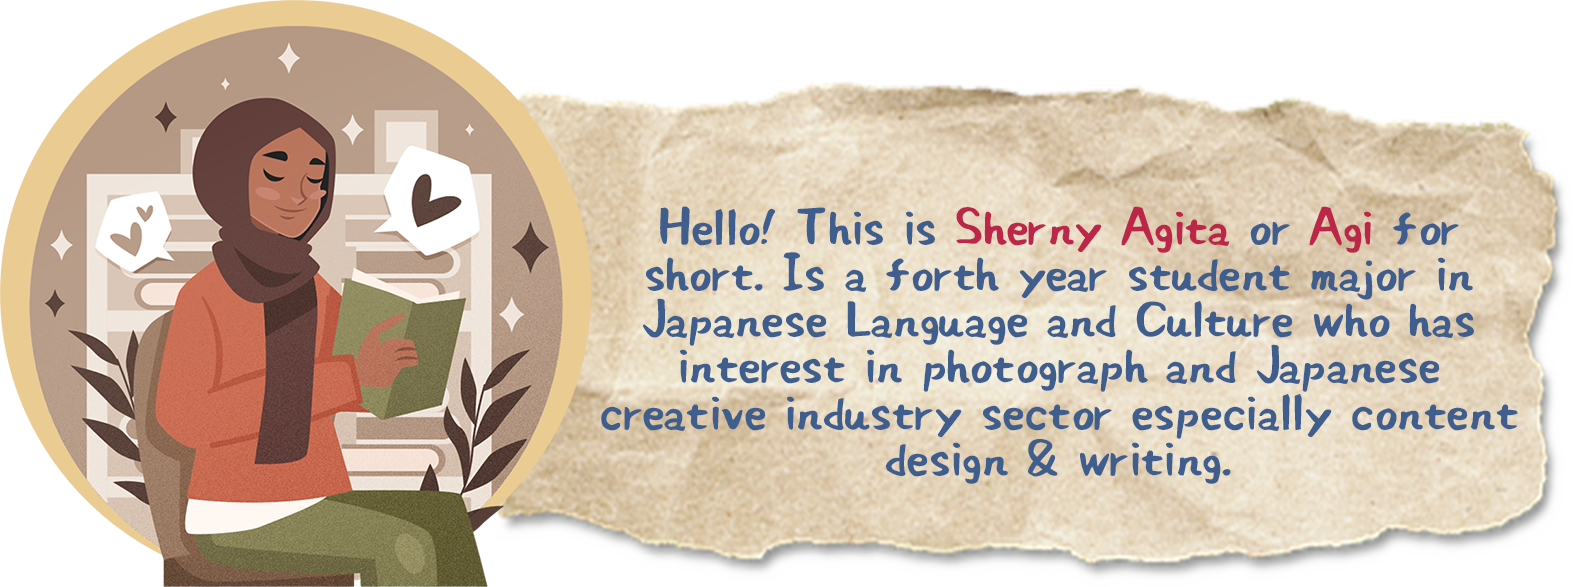 Hello! This is Sherny Agita or Agi for
short. Is a forth year student major in
Japanese Language and Culture who has
interest in photograph and Japanese
creative industry sector especially content
design & writing.